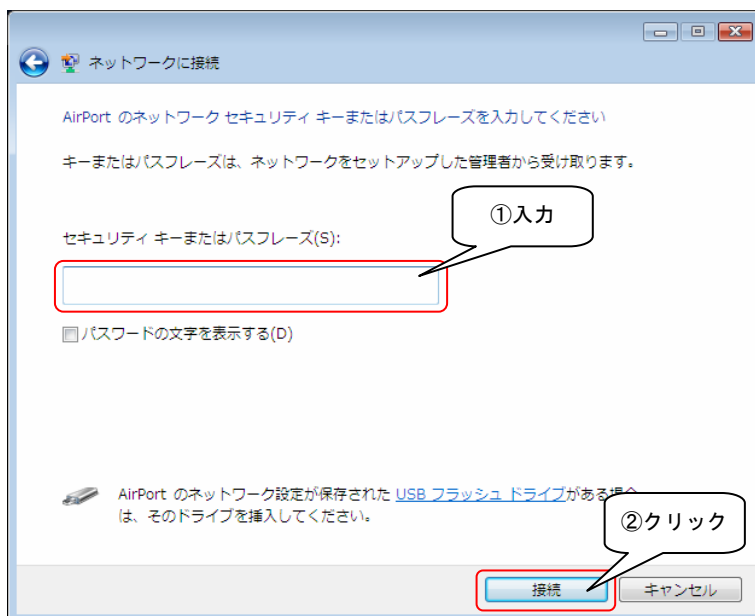 ネットワークに接続
AirPort のネットワーク セキュリティ キーまたはパスフレーズを入力してください
キーまたはパスフレーズは、ネットワークをセットアップした管理者から受け取ります。
①入力
セキュリティ キーまたはパスフレーズ(S):
パスワードの文字を表示する(D)
AirPort のネットワーク設定が保存された USB フラッシュ ドライブがある場合
は、そのドライブを挿入してください。
②クリック
接続
キャンセル